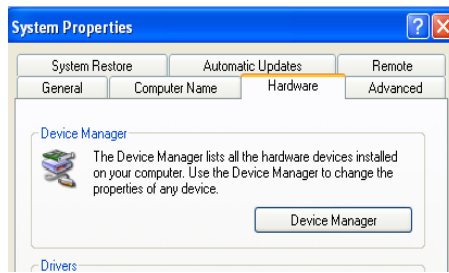 System Properties
System Restore Automatic Updates Remote
General Computer Name Hardware Advanced
Device Manager
The Device Manager lists all the hardware devices installed
on your computer. Use the Device Manager to change the
properties of any device.
Device Manager
Drivers